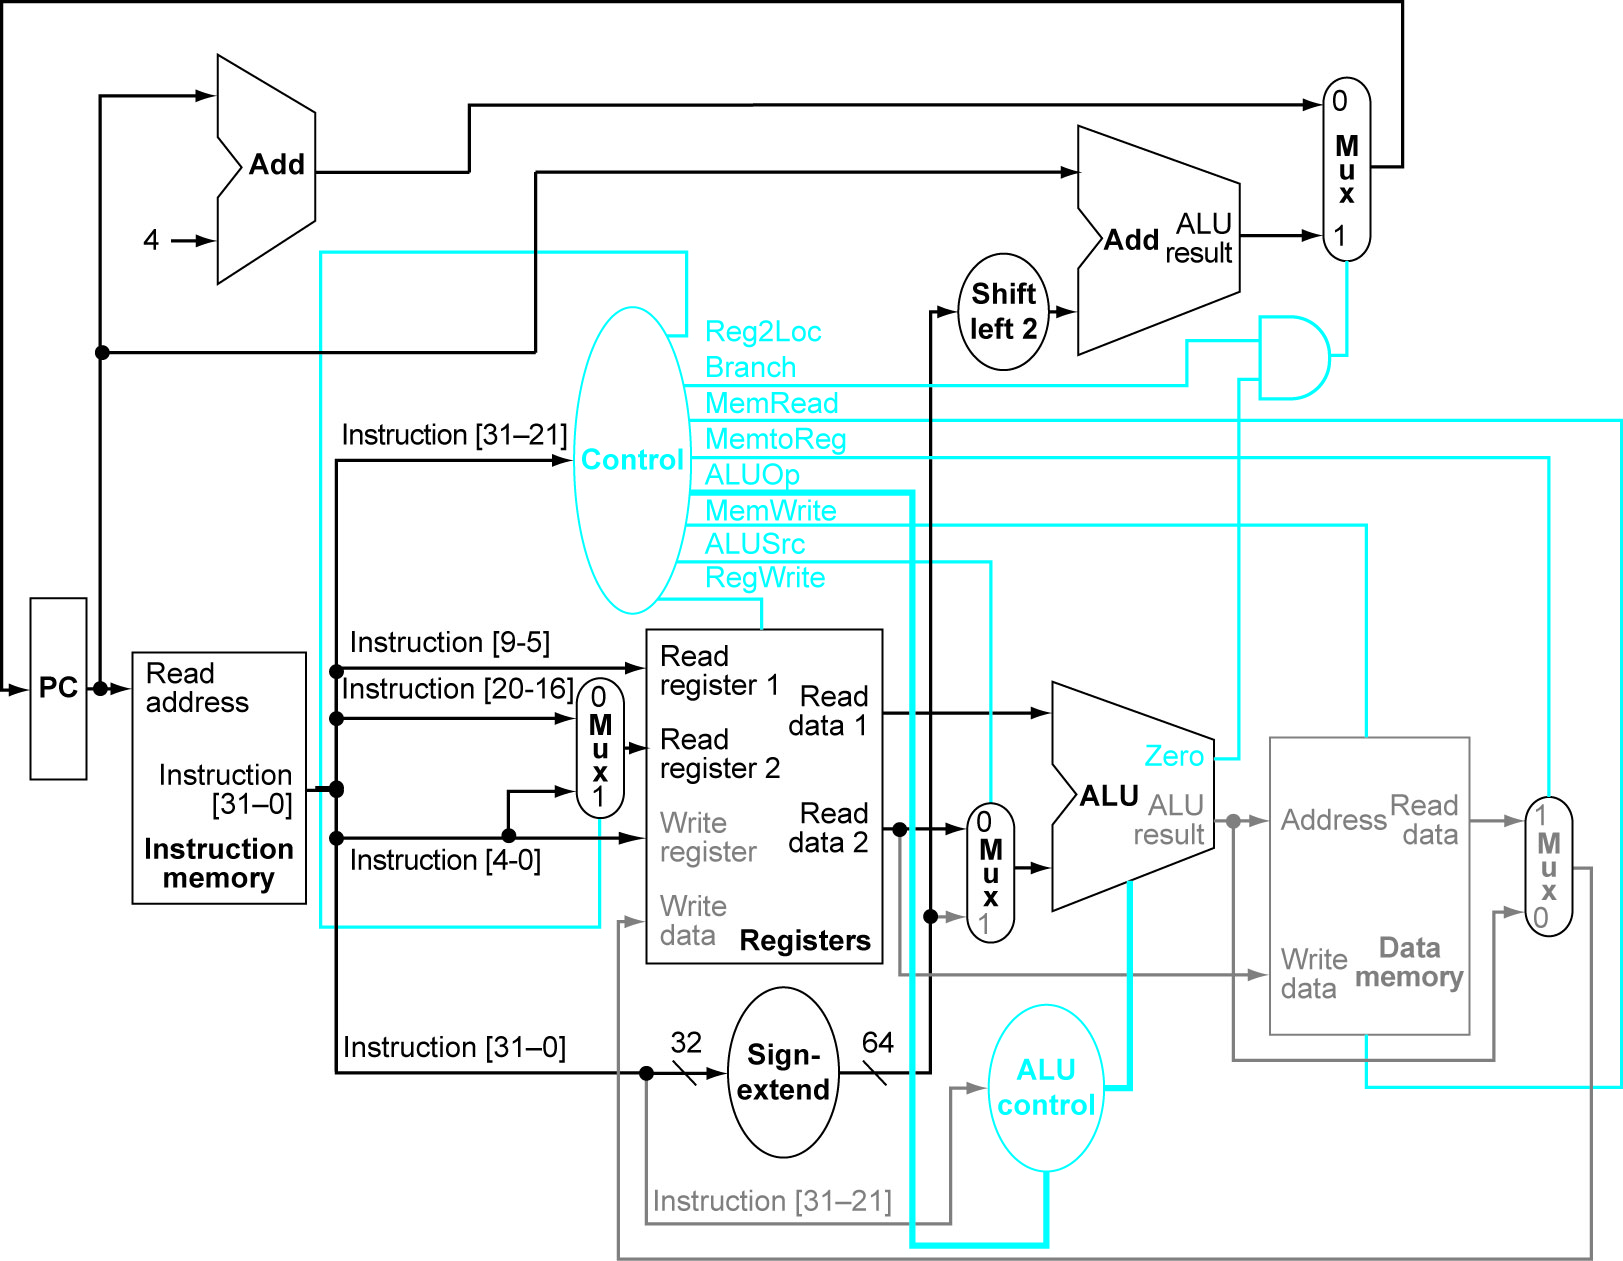 0
M
u
x
1
Add
4
Add
ALU
result
Shift
left 2
Reg2Loc
Branch
MemRead
MemtoReg
ALUOp
MemWrite
ALUSrc
RegWrite
Control
Instruction [31–21]
PC
Read
address
Instruction
[31–0]
Instruction
memory
Instruction [9-5]
Instruction [20-16]
Instruction [4-0]
0
M
u
x
1
Read
register 1
Read
register 2
Write
register
Write
data
Read
data 1
Read
data 2
Registers
0
M
u
x
1
Zero
ALU
ALU
result
Address
Read
data
Write
data
Data
memory
1
M
u
x
0
Instruction [31–0]
32
Sign-
extend
64
ALU
control
Instruction [31–21]